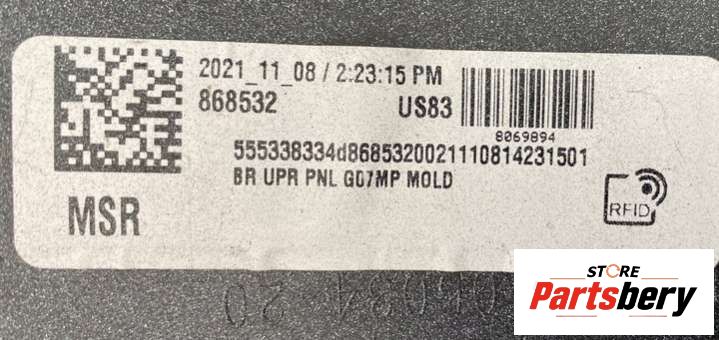 2021_11_08 / 2:23:15 PM
868532 US83
8069894
555338334d8685320021110814231501
BR UPR PNL G07MP MOLD
MSR
RFID
STORE
Partsbery